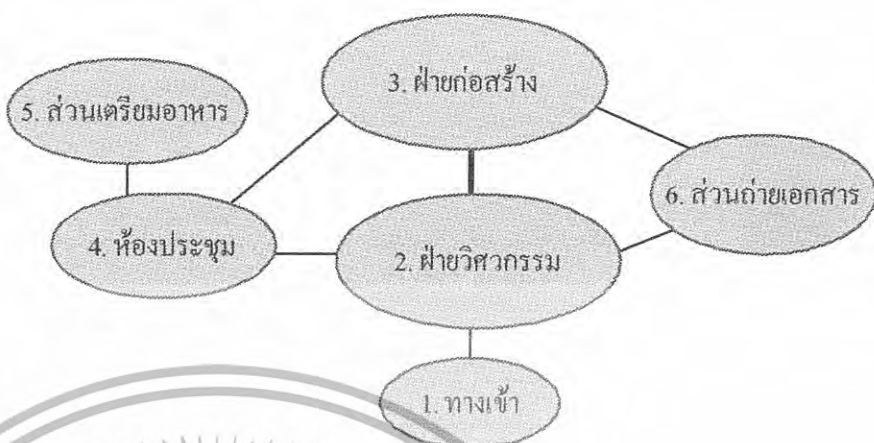 3. ฝ่ายก่อสร้าง
5. ส่วนเตรียมอาหาร
6. ส่วนถ่ายเอกสาร
4. ห้องประชุม
2. ฝ่ายวิศวกรรม
1. ทางเข้า